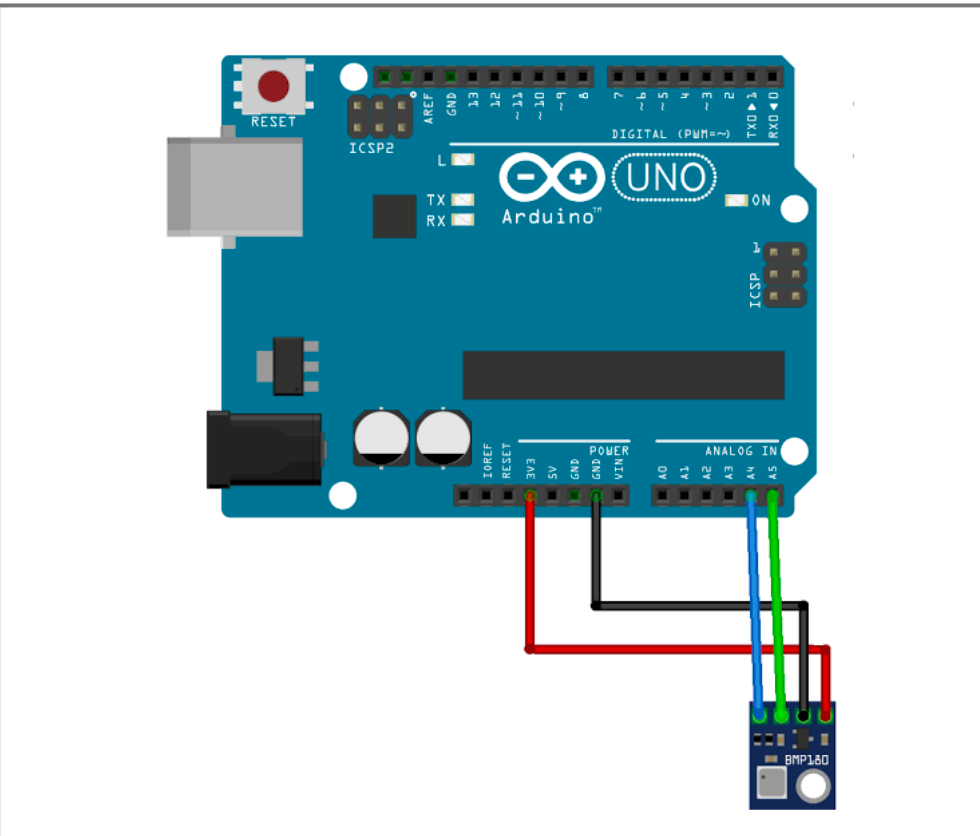 RESET
ICSP2
AREF
GND
13
12
~11
~10
~9
8
7
~6
~5
4
~3
2
TX0 ▶ 1
RX0 ◀ 0
DIGITAL (PWM=~)
L
TX
RX
UNO
Arduino™
ON
1
ICSP
POWER
ANALOG IN
IOREF
RESET
3V3
5V
GND
GND
VIN
A0
A1
A2
A3
A4
A5
BMP180